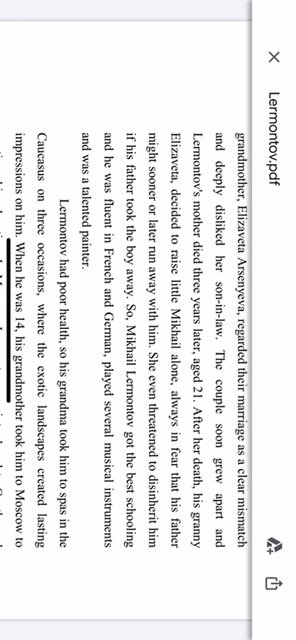 Lermontov.pdf
grandmother, Elizaveta Arsenyeva, regarded their marriage as a clear mismatch
and deeply disliked her son-in-law. The couple soon grew apart and
Lermontov's mother died three years later, aged 21. After her death, his granny
Elizaveta, decided to raise little Mikhail alone, always in fear that his father
might sooner or later run away with him. She even threatened to disinherit him
if his father took the boy away. So, Mikhail Lermontov got the best schooling
and he was fluent in French and German, played several musical instruments
and was a talented painter.
Lermontov had poor health, so his grandma took him to spas in the
Caucasus on three occasions, where the exotic landscapes created lasting
impressions on him. When he was 14, his grandmother took him to Moscow to